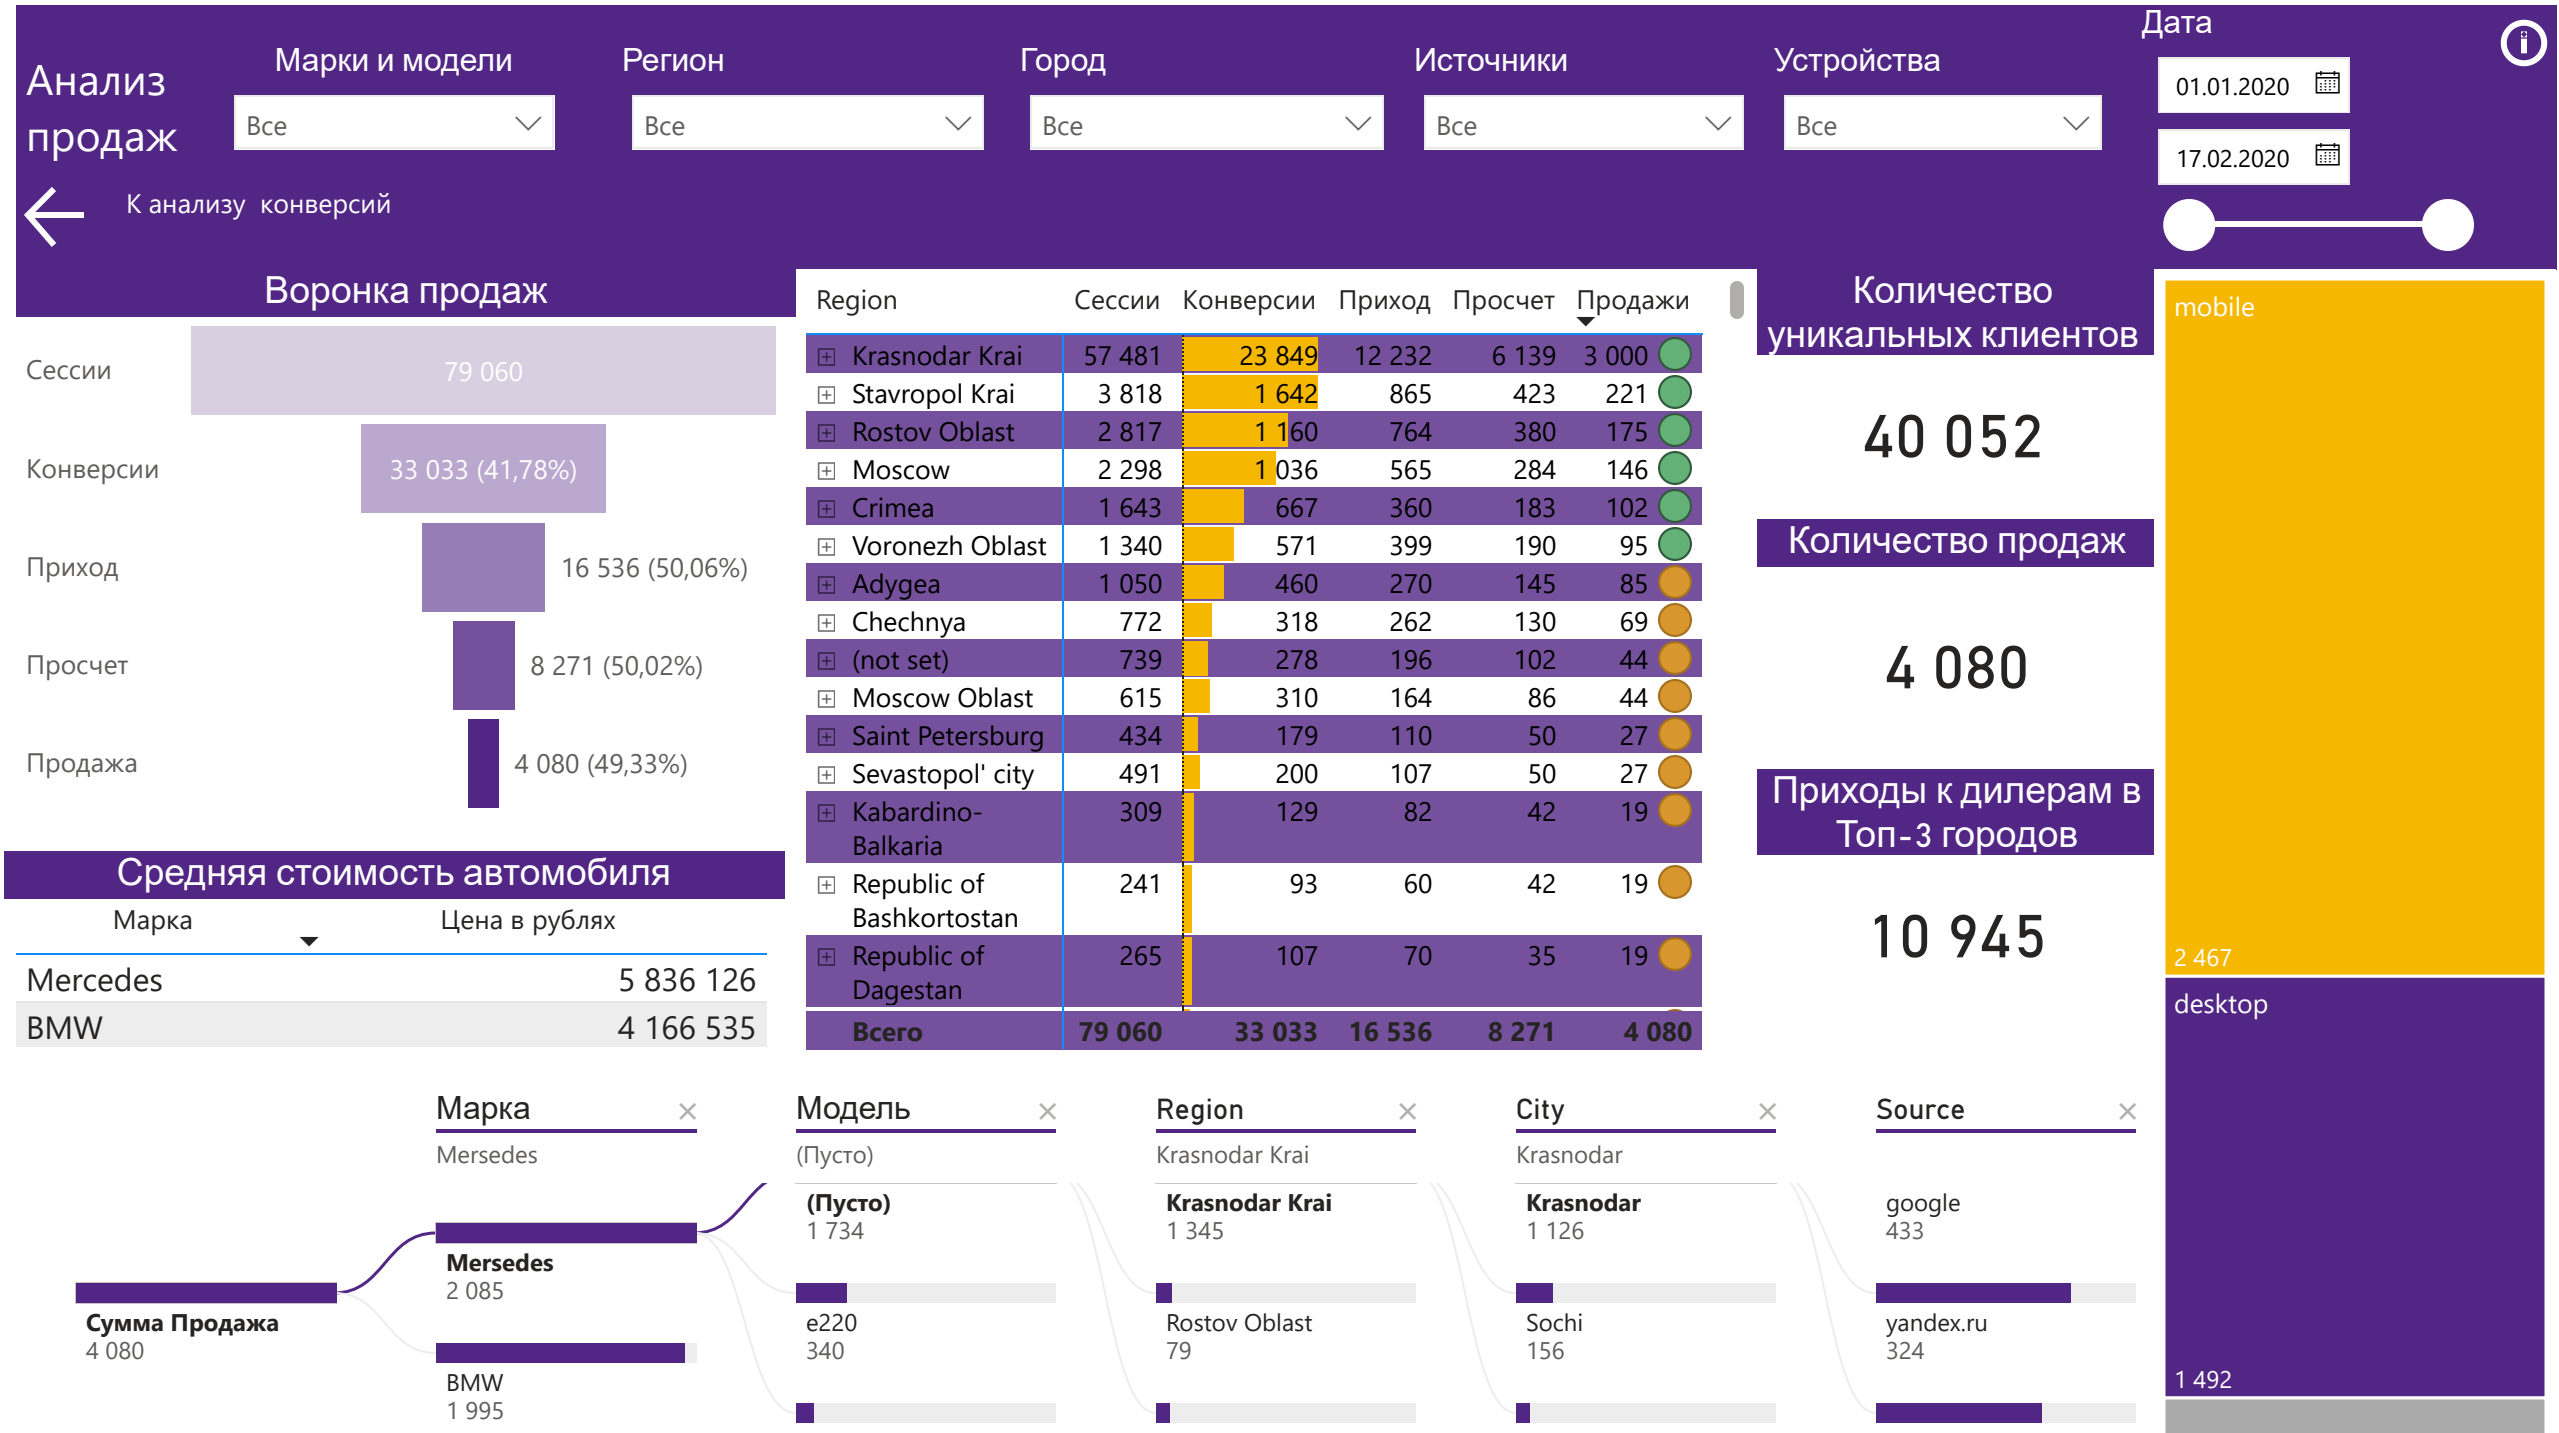 Анализ
продаж
Марки и модели
Все
Регион
Все
Город
Все
Источники
Все
Устройства
Все
Дата
01.01.2020
17.02.2020
К анализу конверсий
Воронка продаж
Сессии 79 060
Конверсии 33 033 (41,78%)
Приход 16 536 (50,06%)
Просчет 8 271 (50,02%)
Продажа 4 080 (49,33%)
Средняя стоимость автомобиля
Марка Цена в рублях
Mercedes 5 836 126
BMW 4 166 535
Region Сессии Конверсии Приход Просчет Продажи
Krasnodar Krai 57 481 23 849 12 232 6 139 3 000
Stavropol Krai 3 818 1 642 865 423 221
Rostov Oblast 2 817 1 160 764 380 175
Moscow 2 298 1 036 565 284 146
Crimea 1 643 667 360 183 102
Voronezh Oblast 1 340 571 399 190 95
Adygea 1 050 460 270 145 85
Chechnya 772 318 262 130 69
(not set) 739 278 196 102 44
Moscow Oblast 615 310 164 86 44
Saint Petersburg 434 179 110 50 27
Sevastopol' city 491 200 107 50 27
Kabardino- 309 129 82 42 19
Balkaria
Republic of 241 93 60 42 19
Bashkortostan
Republic of 265 107 70 35 19
Dagestan
Всего 79 060 33 033 16 536 8 271 4 080
Количество
уникальных клиентов
40 052
Количество продаж
4 080
Приходы к дилерам в
Топ-3 городов
10 945
mobile
2 467
desktop
1 492
Сумма Продажа
4 080
Марка
Mersedes
Mersedes
2 085
BMW
1 995
Модель
(Пусто)
(Пусто)
1 734
e220
340
Region
Krasnodar Krai
Krasnodar Krai
1 345
Rostov Oblast
79
City
Krasnodar
Krasnodar
1 126
Sochi
156
Source
google
433
yandex.ru
324